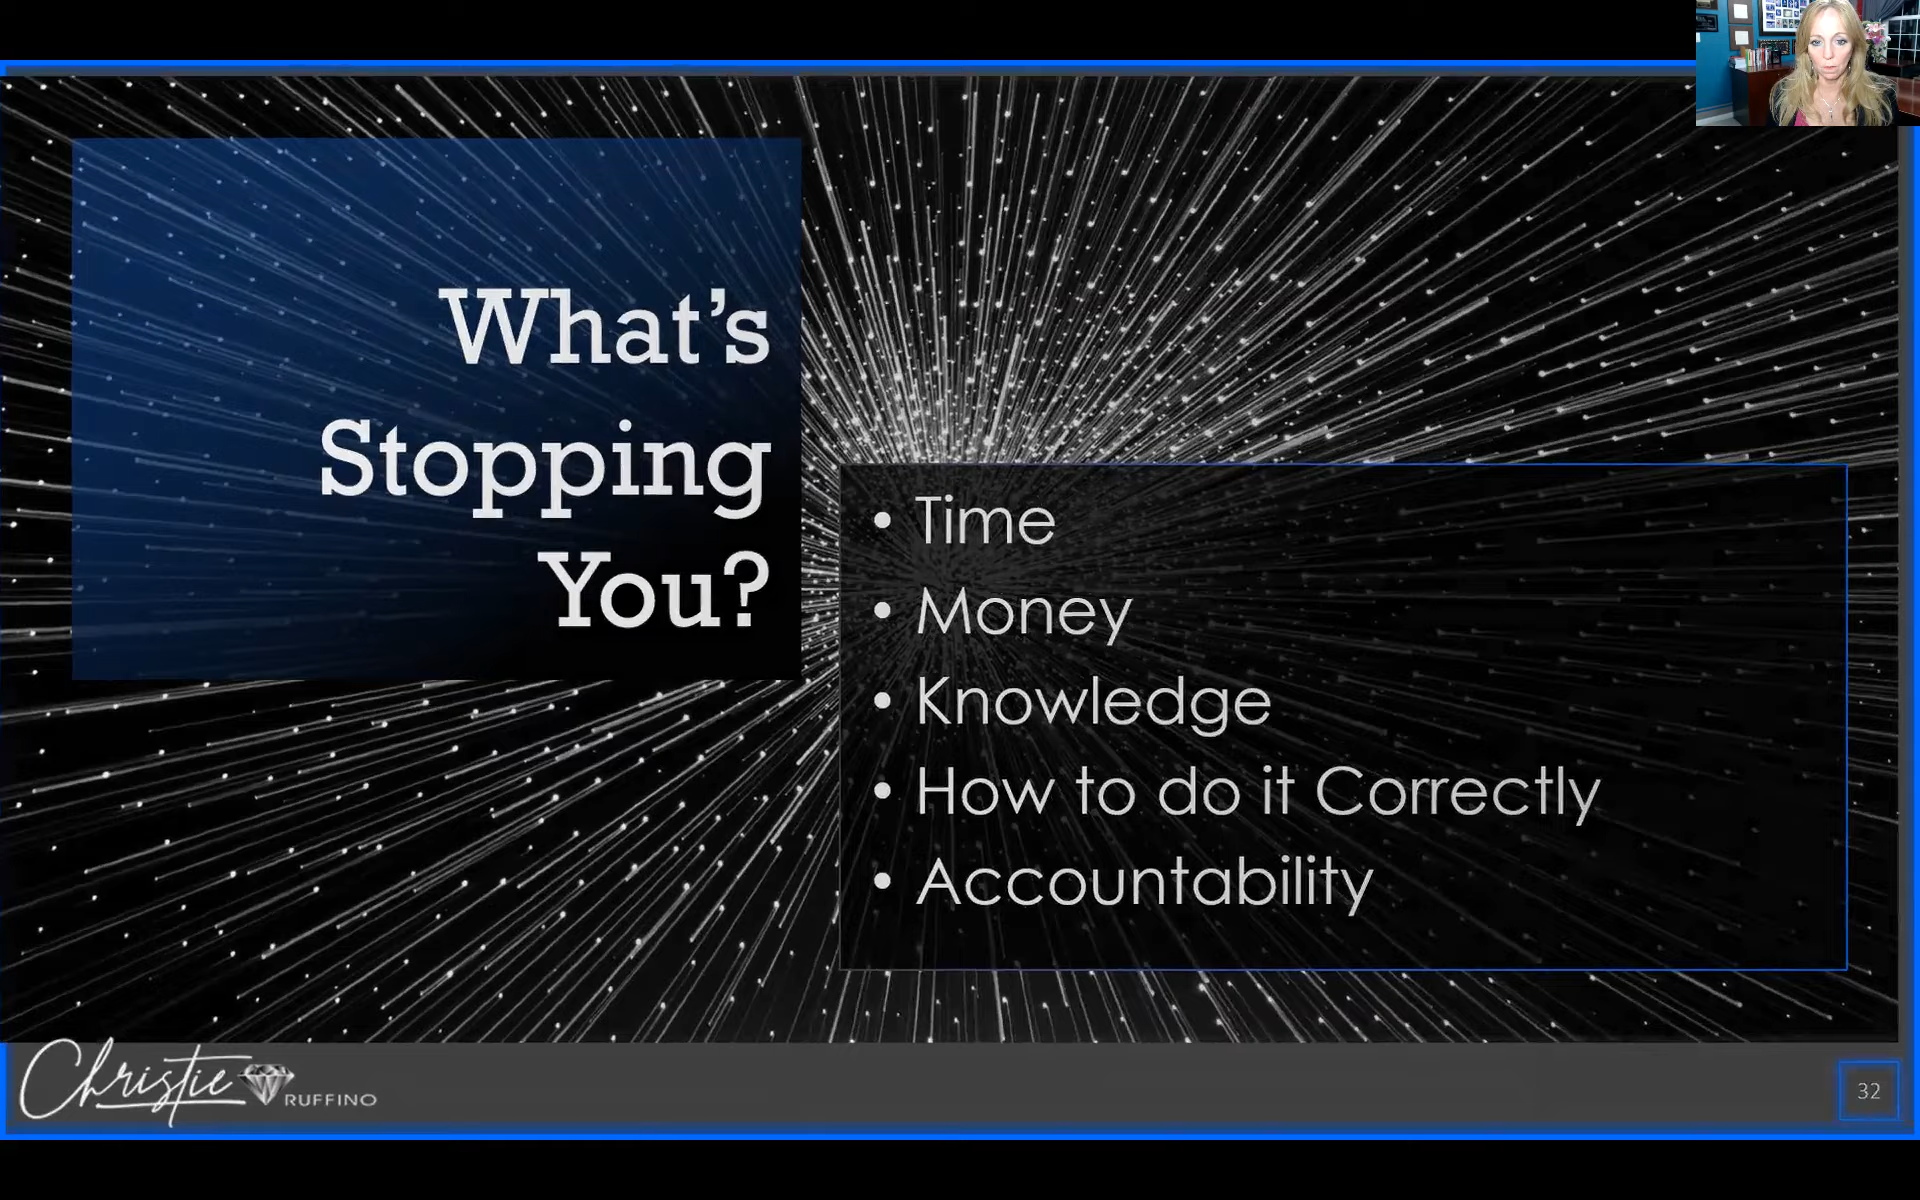 What's
Stopping
You?
• Time
• Money
• Knowledge
• How to do it Correctly
• Accountability
Christie RUFFINO
32